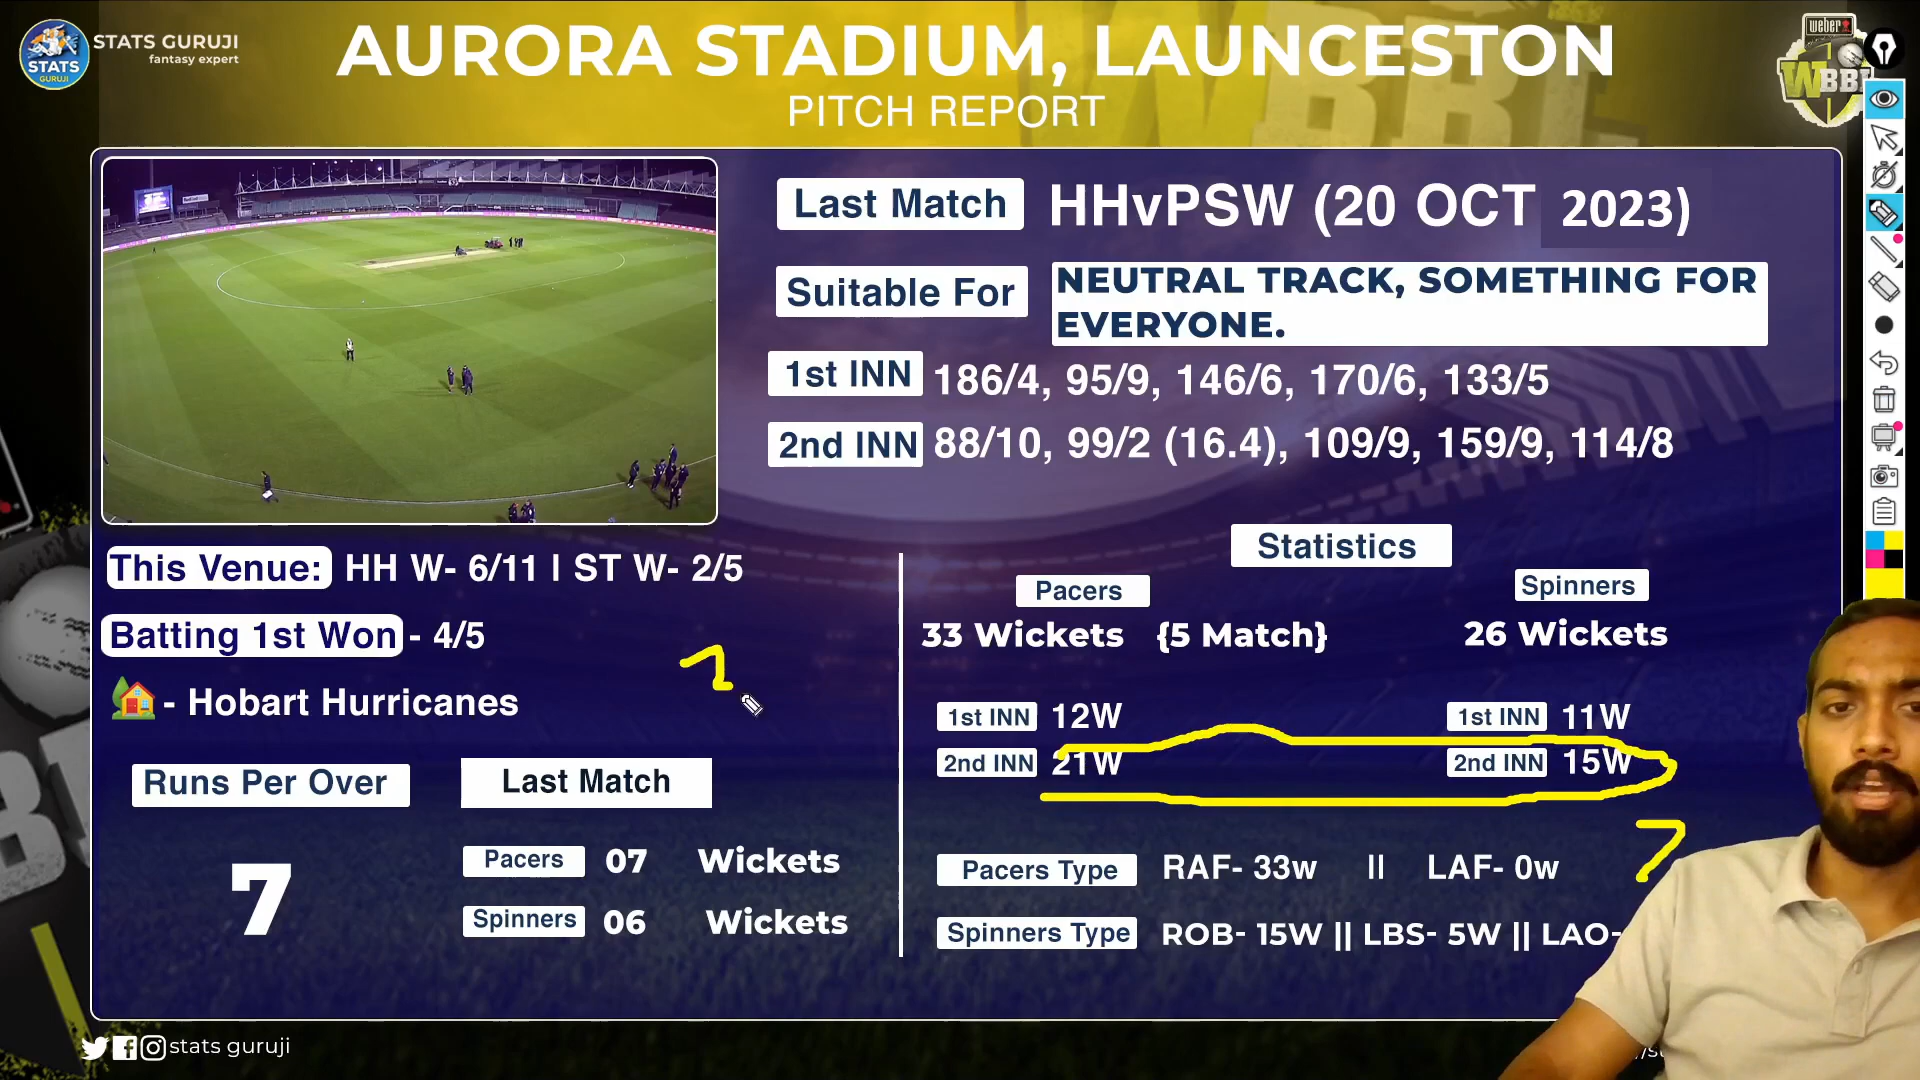 STATS GURUJI
fantasy expert
STATS
GURUJI
AURORA STADIUM, LAUNCESTON
PITCH REPORT
weber
WBBL
Last Match HHvPSW (20 OCT 2023)
Suitable For NEUTRAL TRACK, SOMETHING FOR
EVERYONE.
1st INN 186/4, 95/9, 146/6, 170/6, 133/5
2nd INN 88/10, 99/2 (16.4), 109/9, 159/9, 114/8
This Venue: HH W- 6/11 | ST W- 2/5
Batting 1st Won - 4/5
- Hobart Hurricanes
Runs Per Over
7
Last Match
Pacers 07 Wickets
Spinners 06 Wickets
Statistics
Pacers
33 Wickets {5 Match}
Spinners
26 Wickets
1st INN 12W
2nd INN 21W
1st INN 11W
2nd INN 15W
Pacers Type RAF- 33w || LAF- 0w
Spinners Type ROB- 15W || LBS- 5W || LAO-
stats guruji